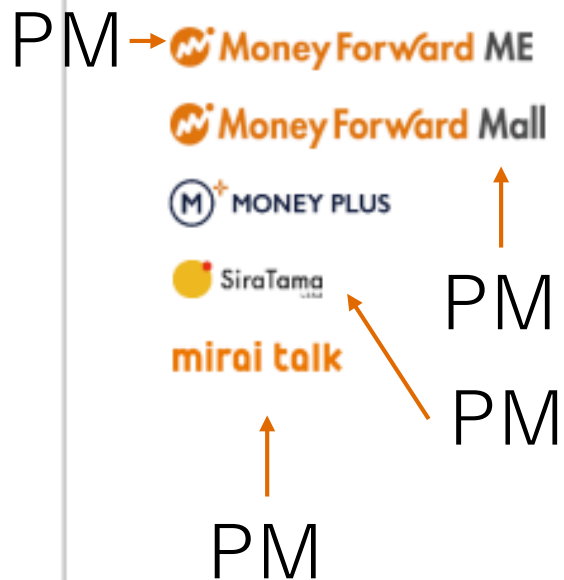 PM
Money Forward ME
Money Forward Mall
M MONEY PLUS
SiraTama
PM
mirai talk
PM
PM